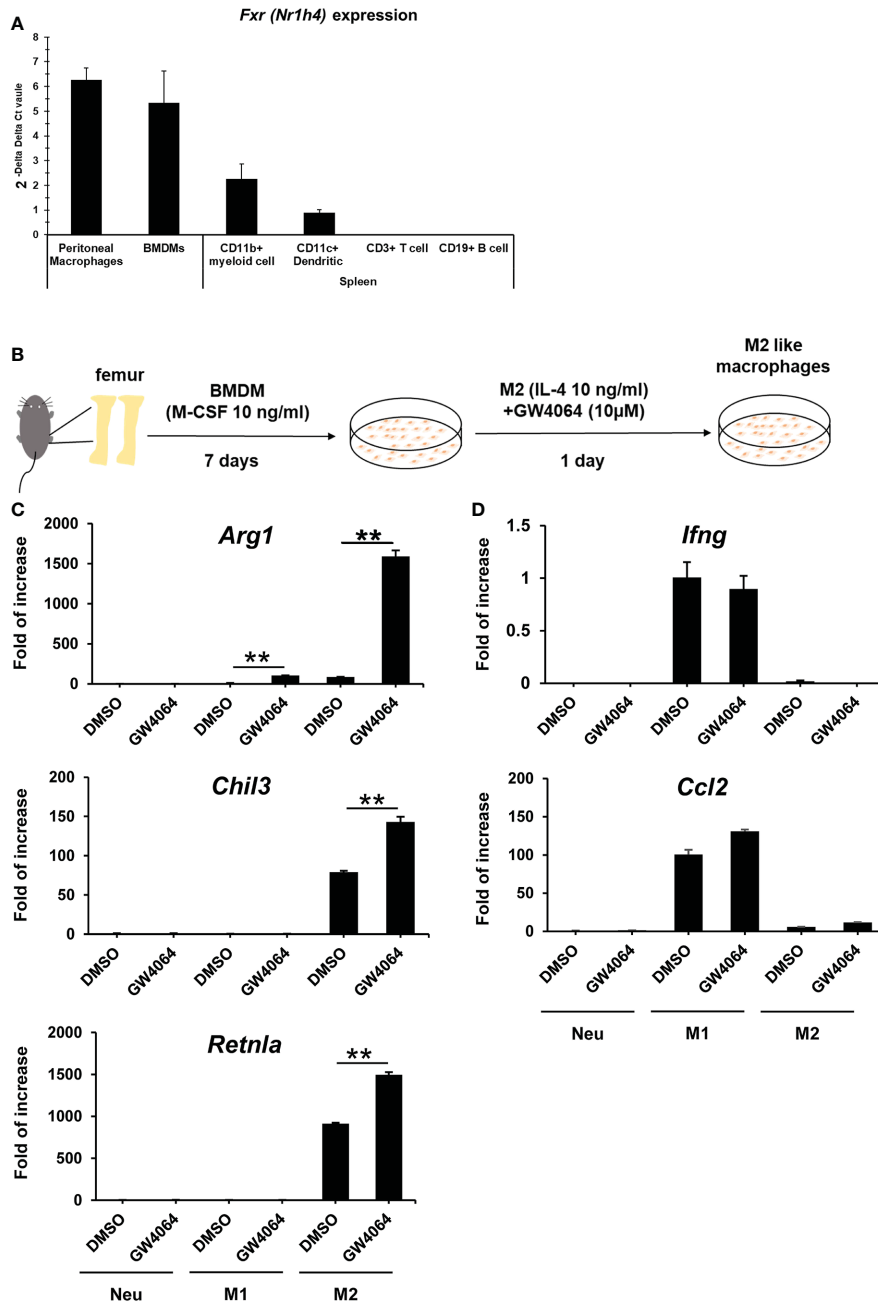 A
Fxr (Nr1h4) expression
2 -Delta Delta Ct vaule
8
7
6
5
4
3
2
1
0
Peritoneal Macrophages
BMDMs
CD11b+ myeloid cell
CD11c+ Dendritic
CD3+ T cell
CD19+ B cell
Spleen
B
femur
BMDM
(M-CSF 10 ng/ml)
7 days
M2 (IL-4 10 ng/ml)
+GW4064 (10µM)
1 day
M2 like
macrophages
C
Arg1
Fold of increase
2000
1500
1000
500
0
**
**
DMSO
GW4064
DMSO
GW4064
DMSO
GW4064
Chil3
Fold of increase
200
150
100
50
0
**
DMSO
GW4064
DMSO
GW4064
DMSO
GW4064
Retnla
Fold of increase
2000
1500
1000
500
0
**
DMSO
GW4064
DMSO
GW4064
DMSO
GW4064
Neu
M1
M2
D
Ifng
Fold of increase
1.5
1
0.5
0
DMSO
GW4064
DMSO
GW4064
DMSO
GW4064
Ccl2
Fold of increase
200
150
100
50
0
DMSO
GW4064
DMSO
GW4064
DMSO
GW4064
Neu
M1
M2